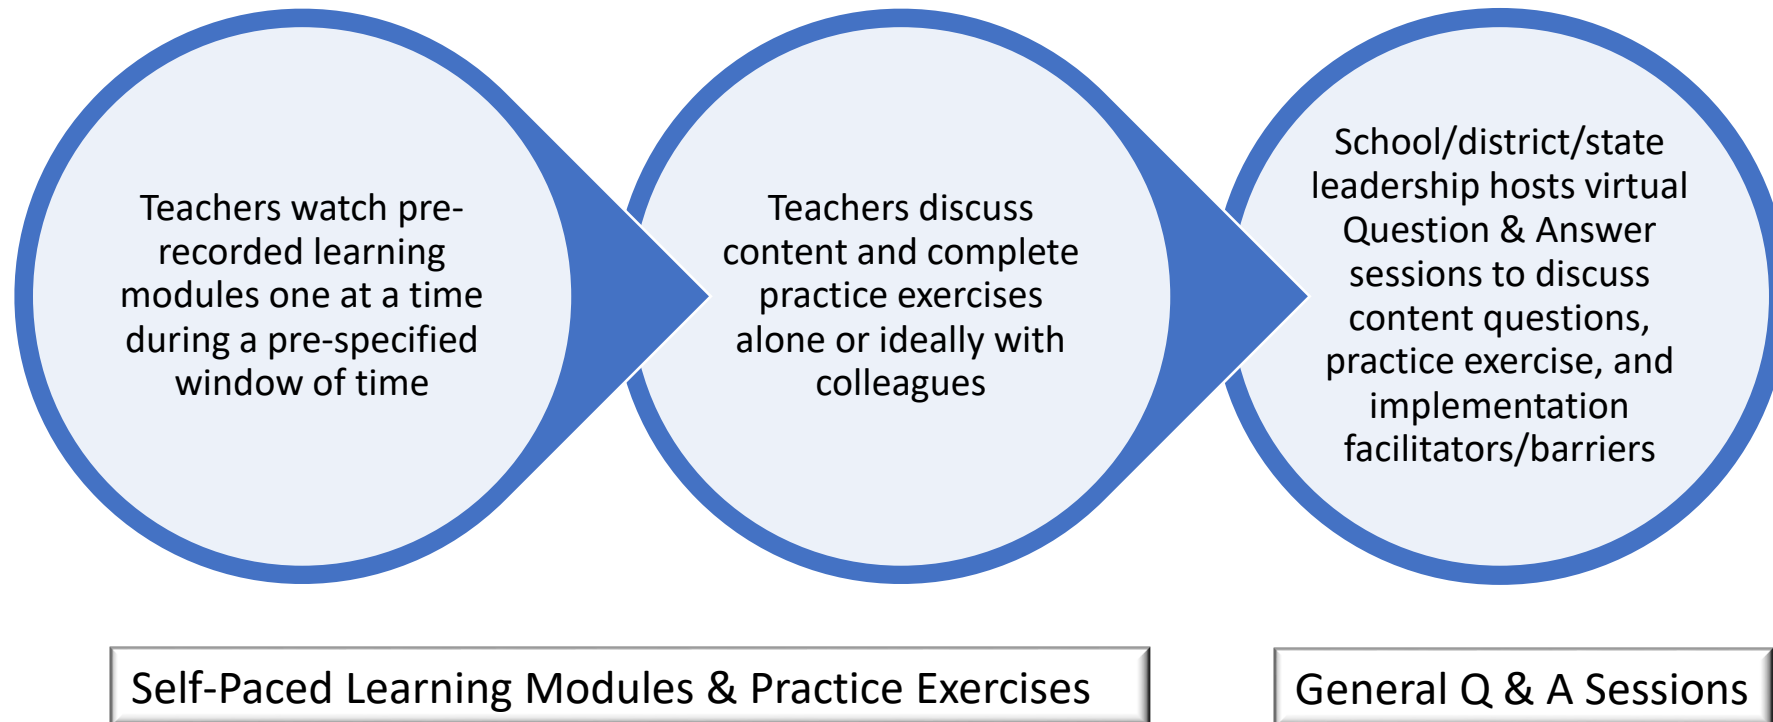 Teachers watch pre-
recorded learning
modules one at a time
during a pre-specified
window of time
Teachers discuss
content and complete
practice exercises
alone or ideally with
colleagues
School/district/state
leadership hosts virtual
Question & Answer
sessions to discuss
content questions,
practice exercise, and
implementation
facilitators/barriers
Self-Paced Learning Modules & Practice Exercises
General Q & A Sessions